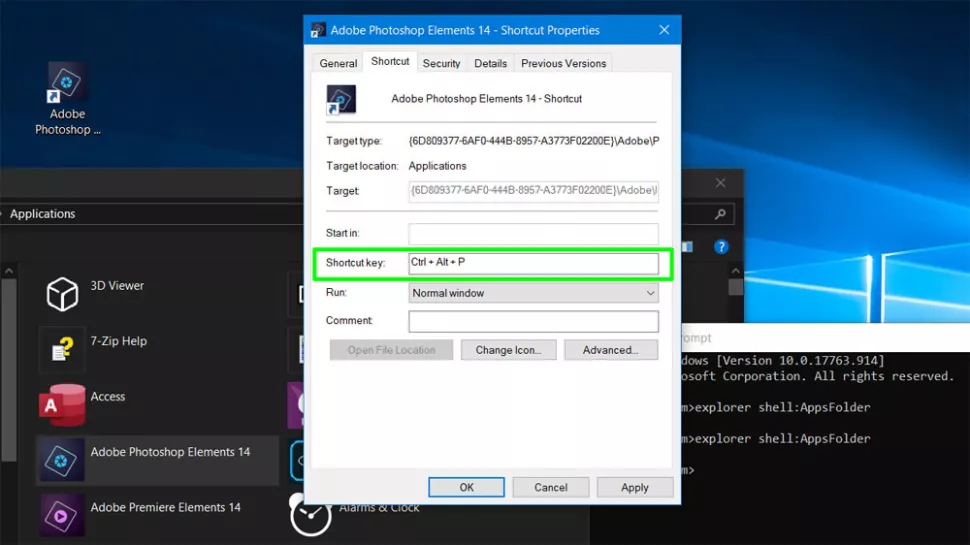 Adobe
Photoshop ...
Adobe Photoshop Elements 14 - Shortcut Properties
General Shortcut Security Details Previous Versions
Adobe Photoshop Elements 14 - Shortcut
Target type: {6D809377-6AF0-444B-8957-A3773F02200E}\Adobe\P
Target location: Applications
Target: {6D809377-6AF0-444B-8957-A3773F02200E}\Adobe\
Start in:
Shortcut key: Ctrl + Alt + P
Run: Normal window
Comment:
Open File Location Change Icon... Advanced...
OK Cancel Apply
Applications
3D Viewer
7-Zip Help
Access
Adobe Photoshop Elements 14
Adobe Premiere Elements 14
Alarms & Clock
rompt
dows [Version 10.0.17763.914]
osoft Corporation. All rights reserved.
m>explorer shell:AppsFolder
m>explorer shell:AppsFolder
m>